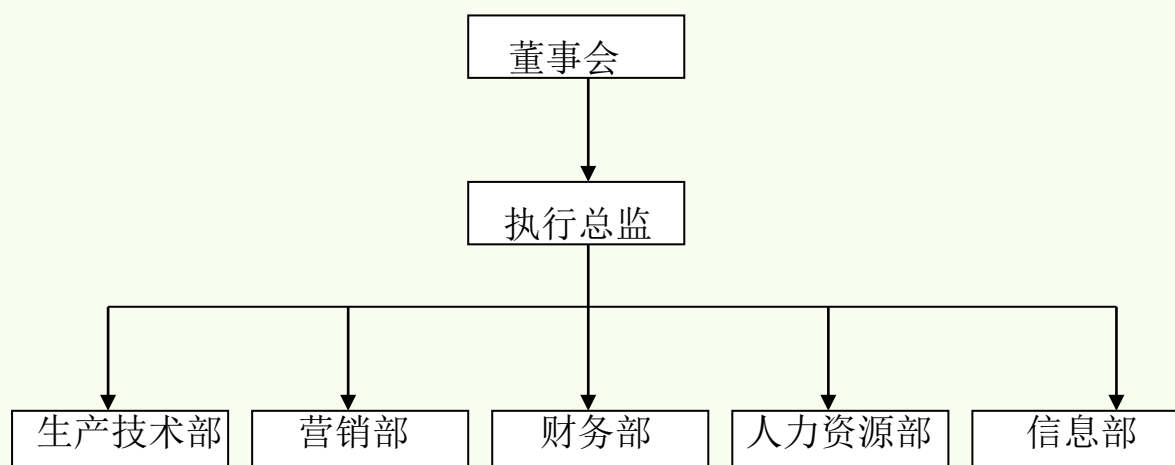 董事会
执行总监
生产技术部
营销部
财务部
人力资源部
信息部